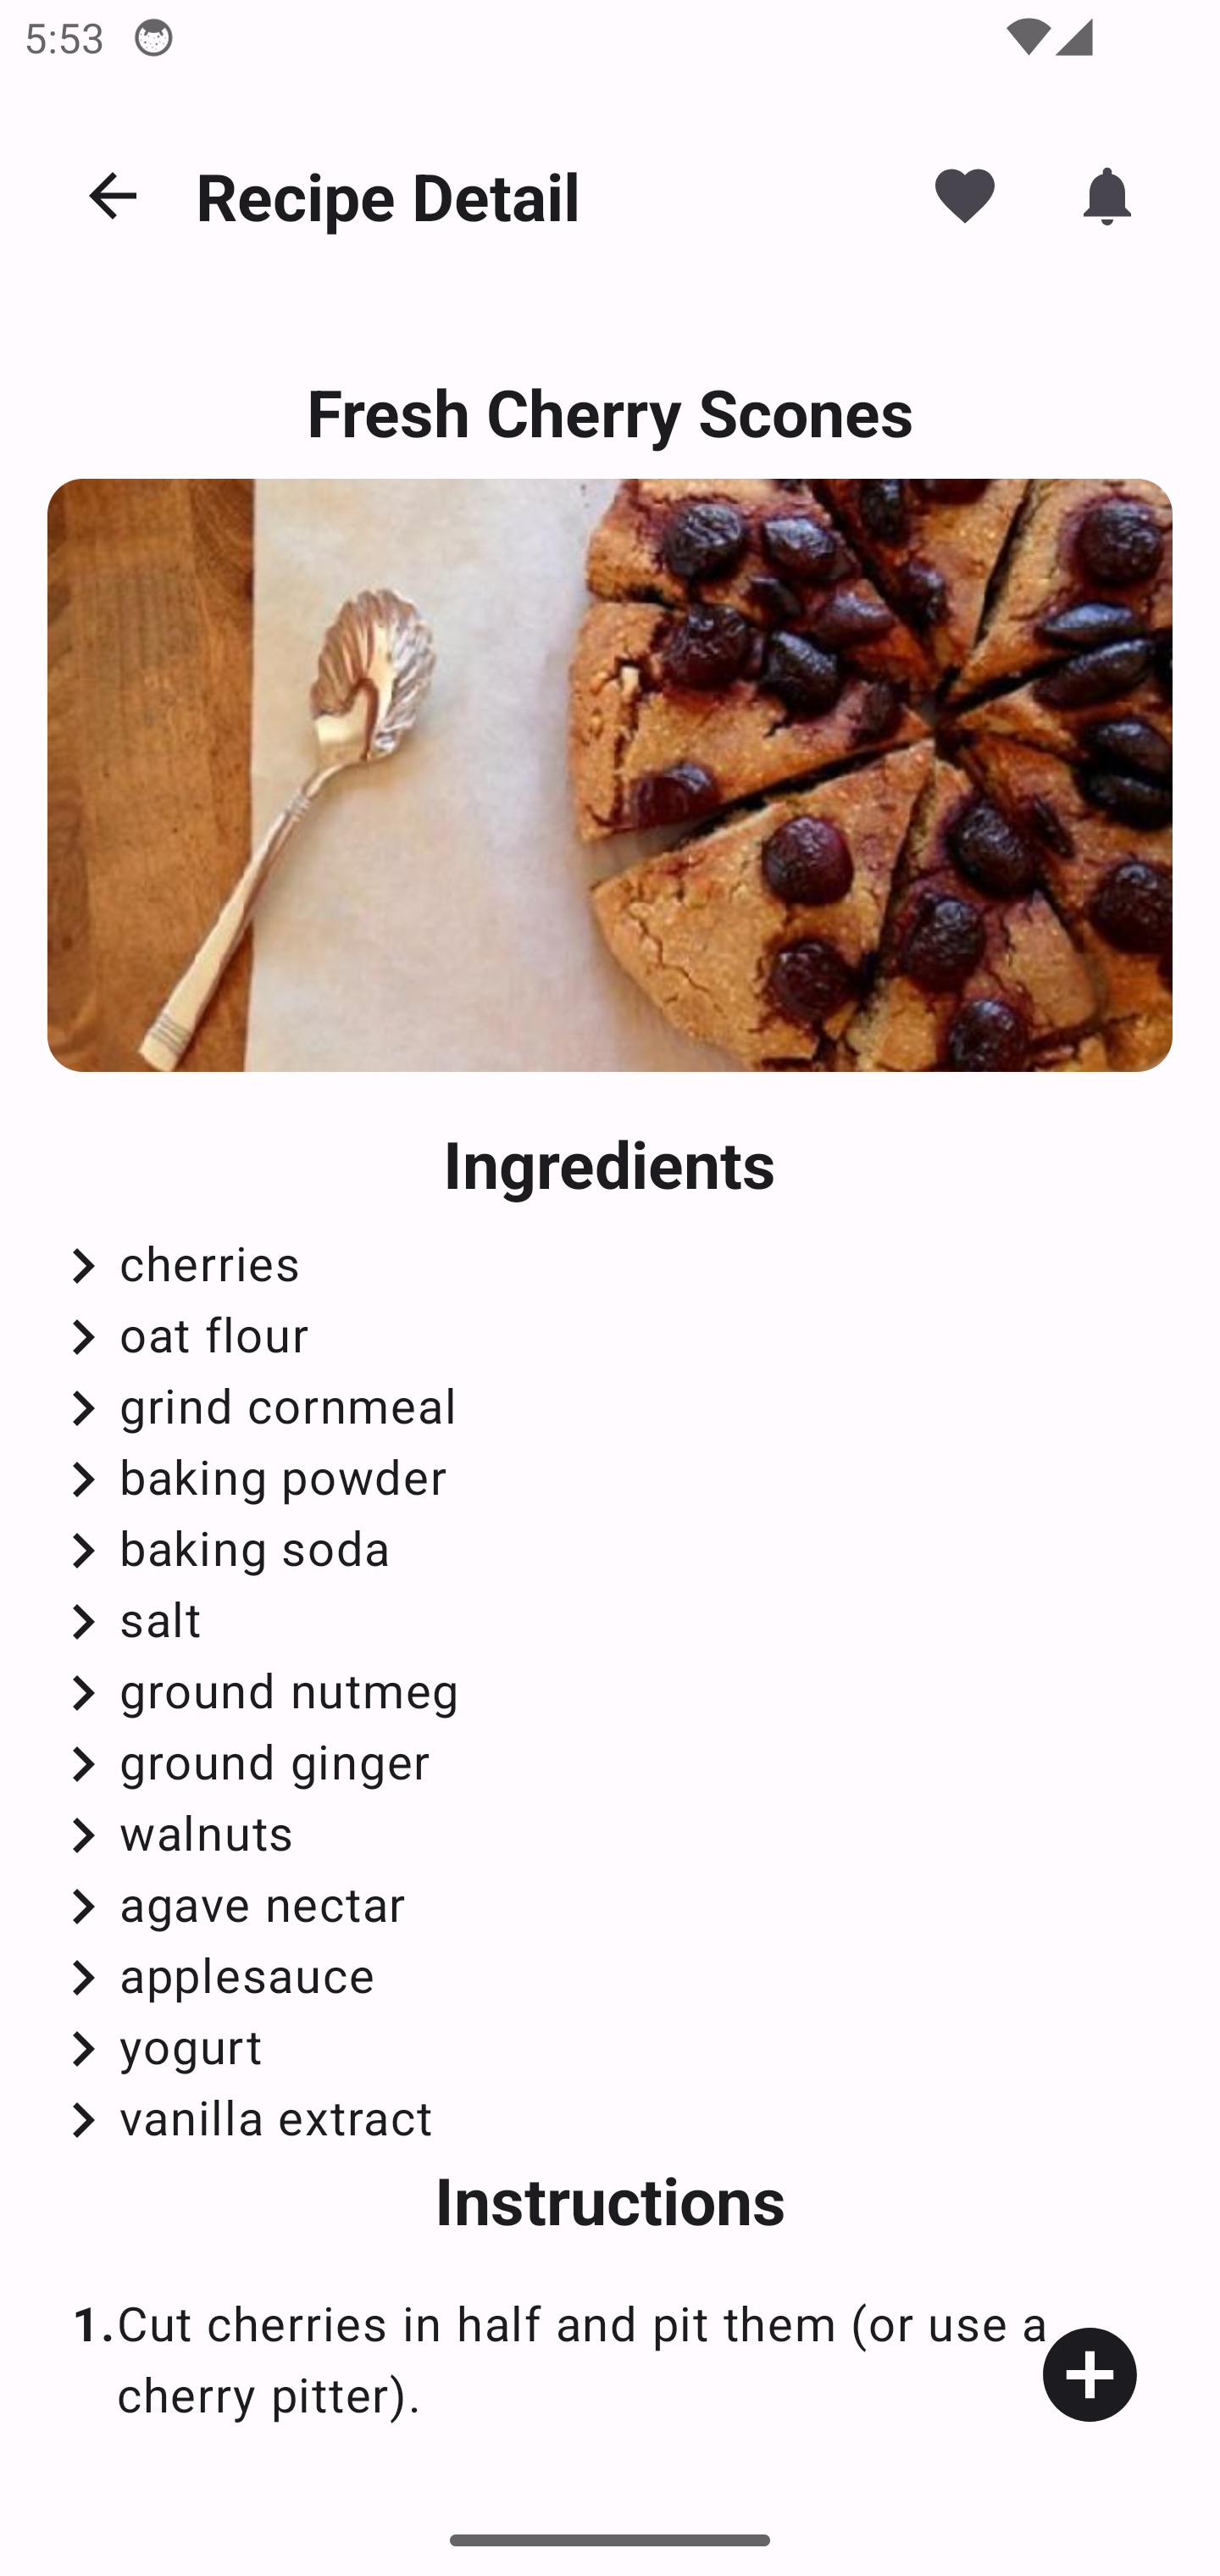 5:53
Recipe Detail
Fresh Cherry Scones
Ingredients
cherries
oat flour
grind cornmeal
baking powder
baking soda
salt
ground nutmeg
ground ginger
walnuts
agave nectar
applesauce
yogurt
vanilla extract
Instructions
1. Cut cherries in half and pit them (or use a
cherry pitter).